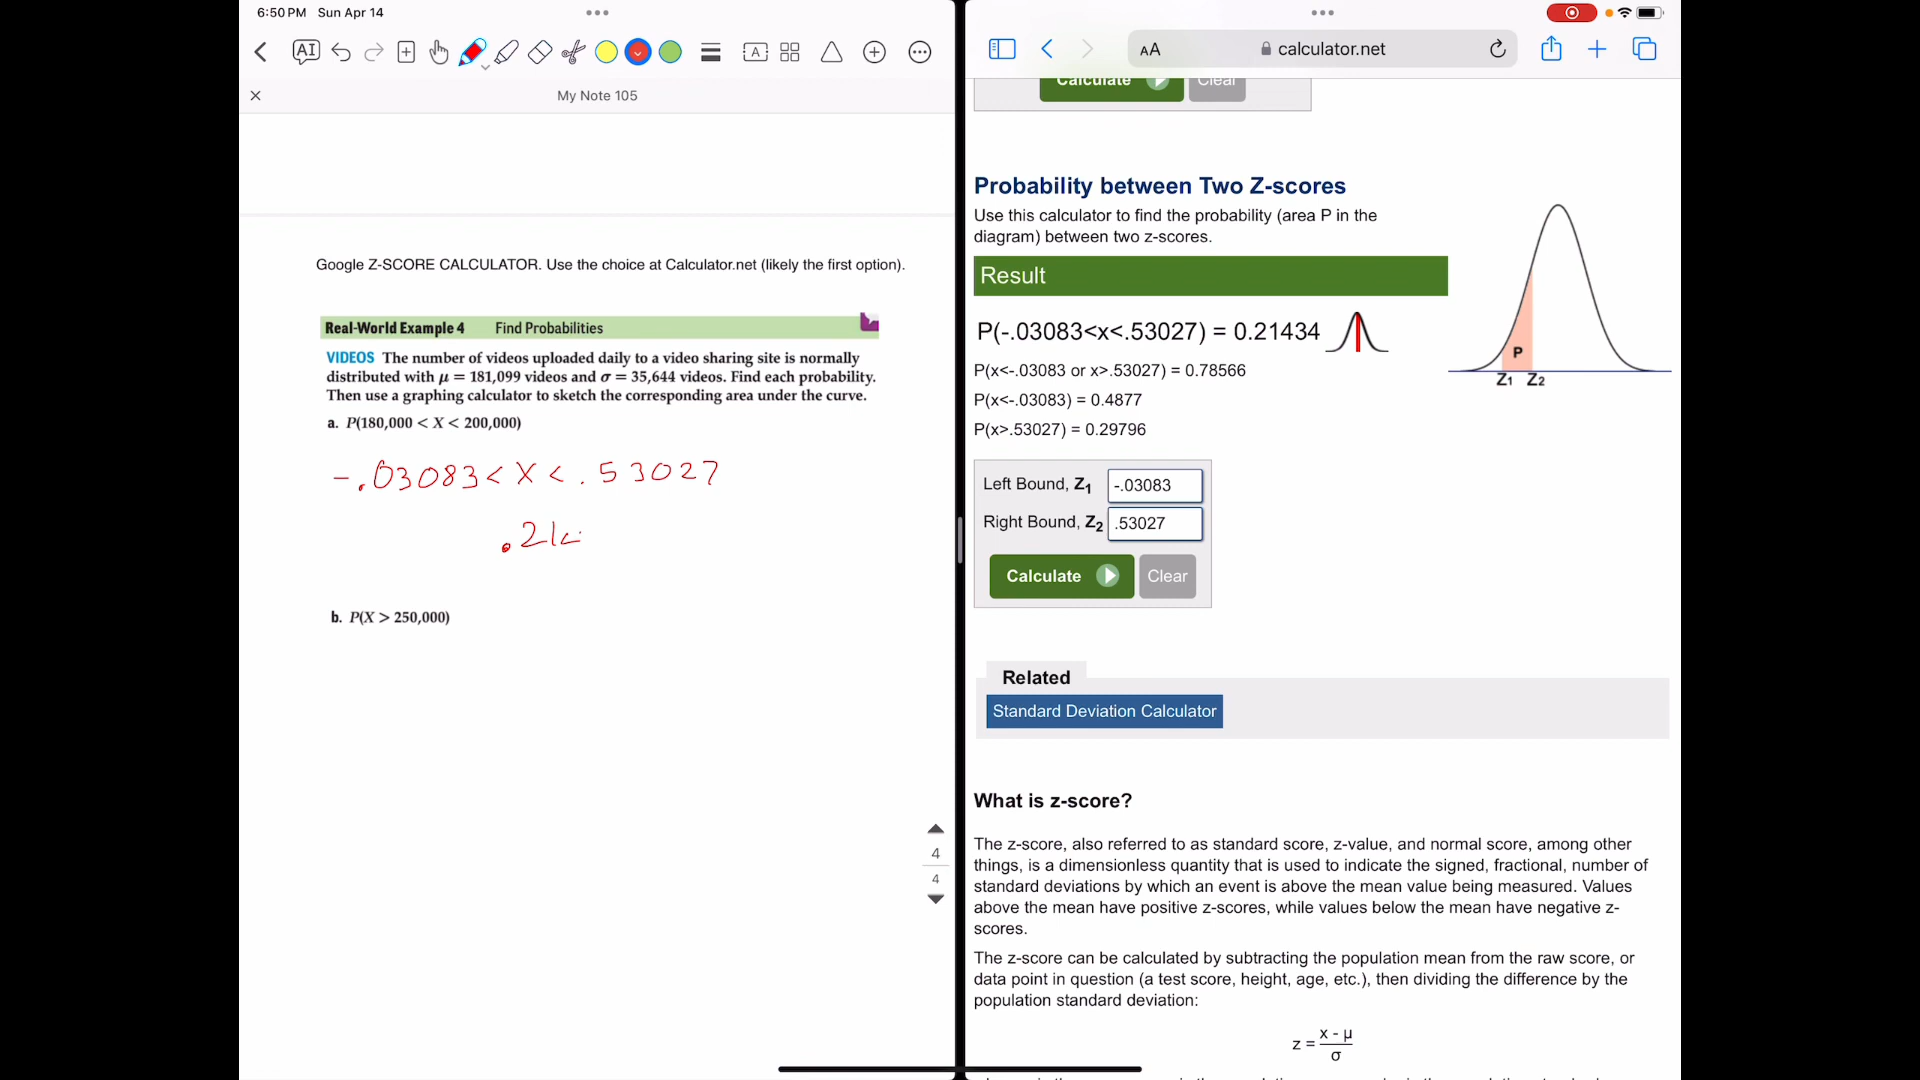 6:50 PM Sun Apr 14
AI
A
My Note 105
Google Z-SCORE CALCULATOR. Use the choice at Calculator.net (likely the first option).
Real-World Example 4 Find Probabilities
VIDEOS The number of videos uploaded daily to a video sharing site is normally
distributed with μ = 181,099 videos and σ = 35,644 videos. Find each probability.
Then use a graphing calculator to sketch the corresponding area under the curve.
a. P(180,000 < X < 200,000)
-.03083 < X < .53027
.21
b. P(X > 250,000)
4
4
AA calculator.net
Calculate Clear
Probability between Two Z-scores
Use this calculator to find the probability (area P in the
diagram) between two z-scores.
Result
P(-.03083<x<.53027) = 0.21434
P(x<-.03083 or x>.53027) = 0.78566
P(x<-.03083) = 0.4877
P(x>.53027) = 0.29796
P
Z1 Z2
Left Bound, Z1 -.03083
Right Bound, Z2 .53027
Calculate Clear
Related
Standard Deviation Calculator
What is z-score?
The z-score, also referred to as standard score, z-value, and normal score, among other
things, is a dimensionless quantity that is used to indicate the signed, fractional, number of
standard deviations by which an event is above the mean value being measured. Values
above the mean have positive z-scores, while values below the mean have negative z-
scores.
The z-score can be calculated by subtracting the population mean from the raw score, or
data point in question (a test score, height, age, etc.), then dividing the difference by the
population standard deviation:
z = x - μ
σ